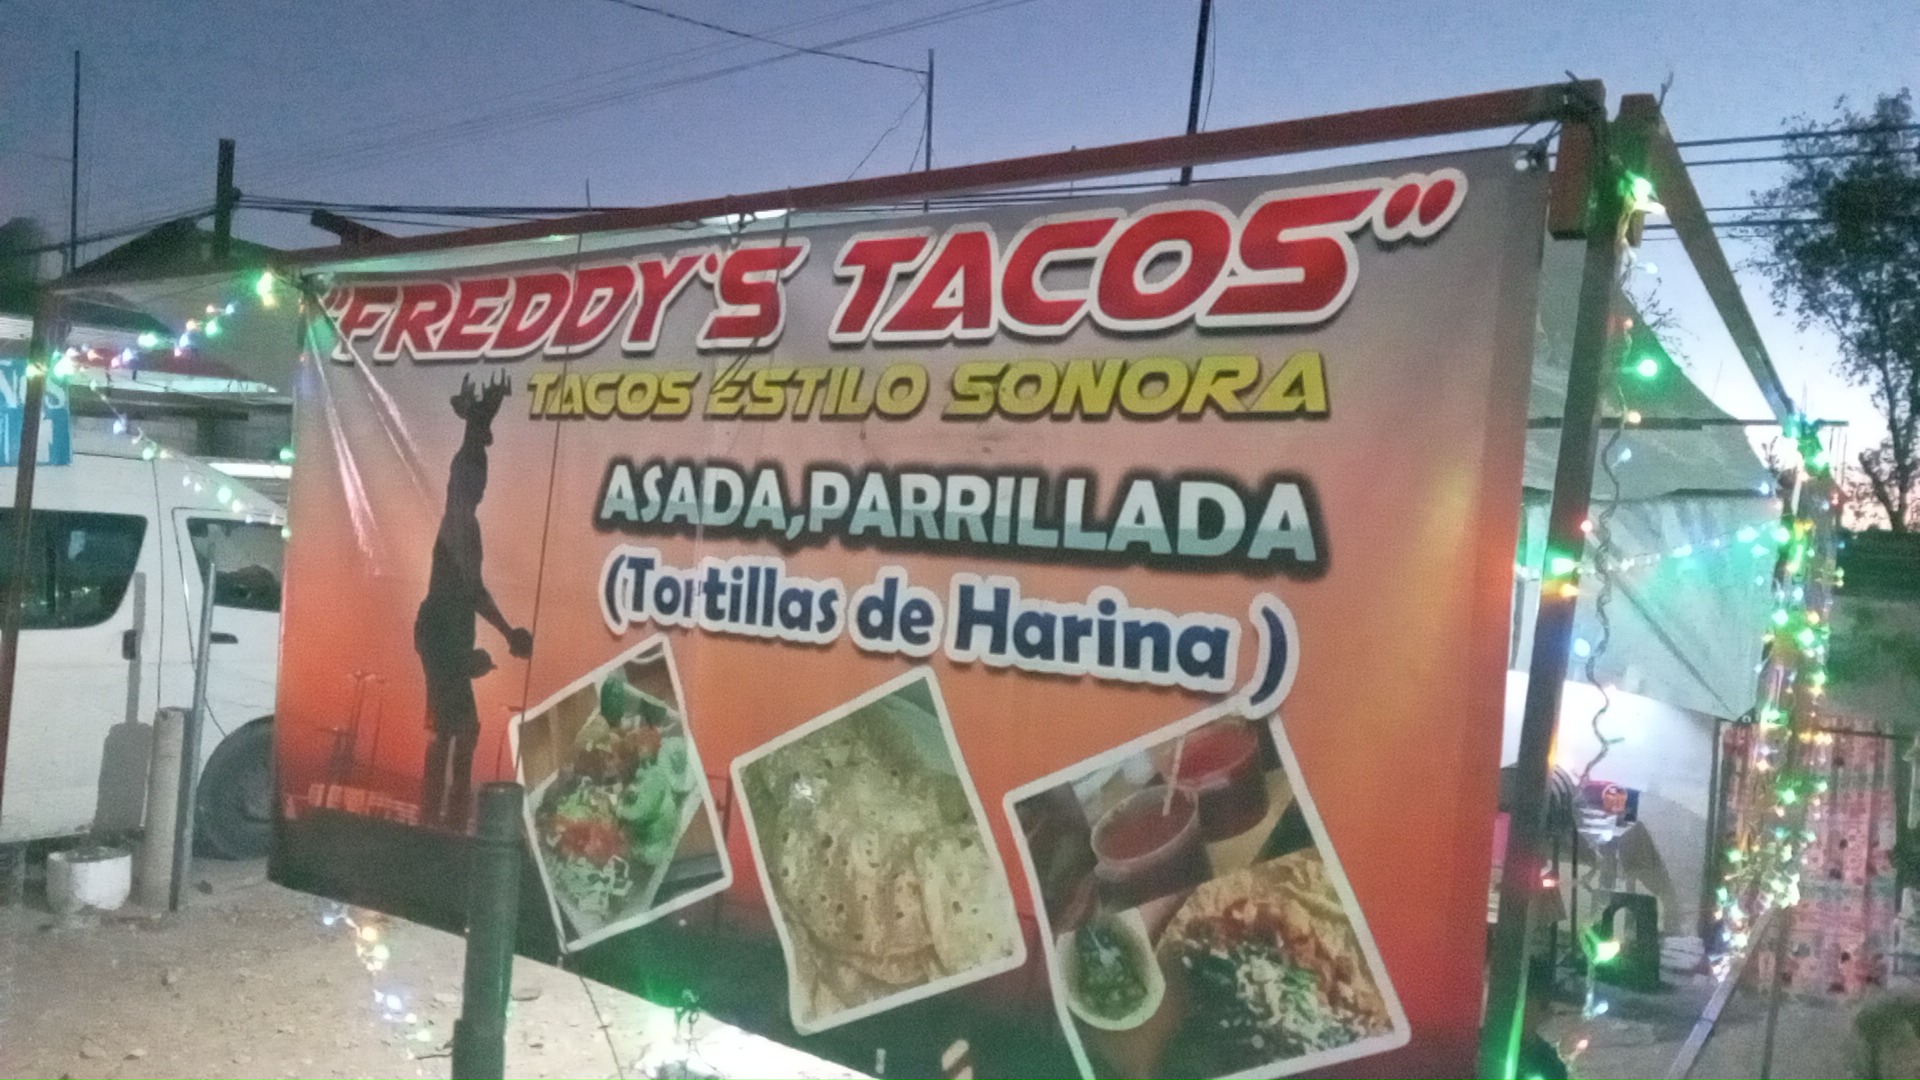 "FREDDY'S TACOS"
TACOS ESTILO SONORA
ASADA,PARRILLADA
(Tortillas de Harina )